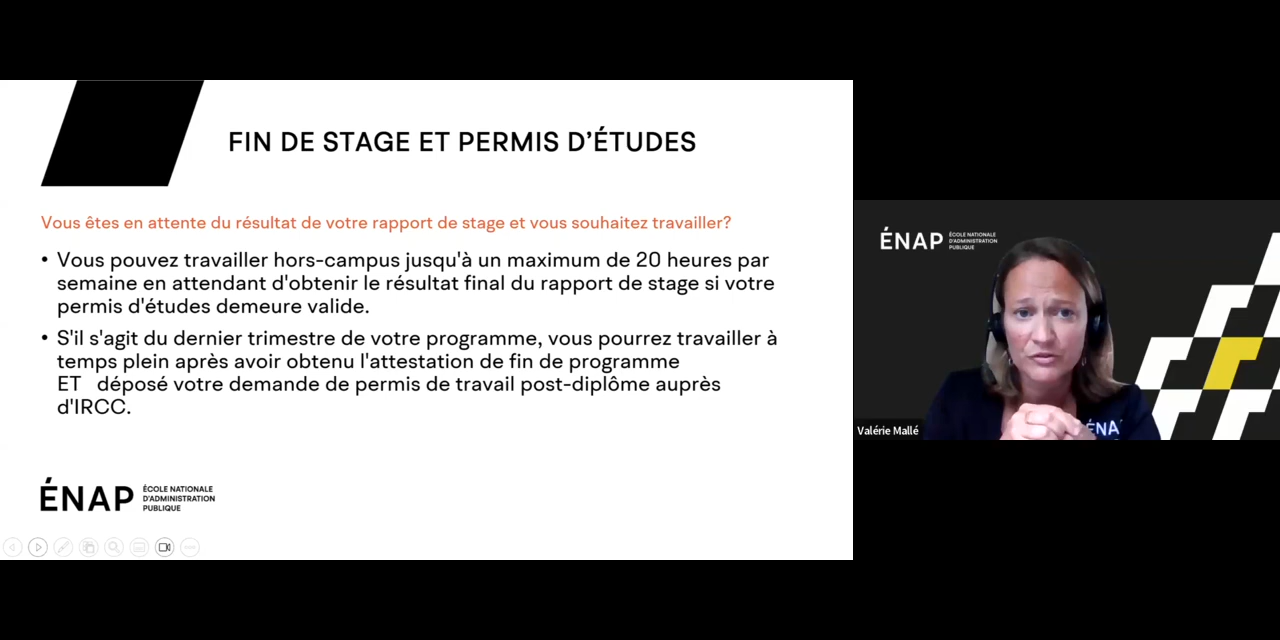 FIN DE STAGE ET PERMIS D'ÉTUDES
Vous êtes en attente du résultat de votre rapport de stage et vous souhaitez travailler?
• Vous pouvez travailler hors-campus jusqu'à un maximum de 20 heures par
semaine en attendant d'obtenir le résultat final du rapport de stage si votre
permis d'études demeure valide.
• S'il s'agit du dernier trimestre de votre programme, vous pourrez travailler à
temps plein après avoir obtenu l'attestation de fin de programme
ET déposé votre demande de permis de travail post-diplôme auprès
d'IRCC.
ÉNAP
ÉCOLE NATIONALE
D'ADMINISTRATION
PUBLIQUE
ÉNAP
ÉCOLE NATIONALE
D'ADMINISTRATION
PUBLIQUE
ÉNA
Valérie Mallé